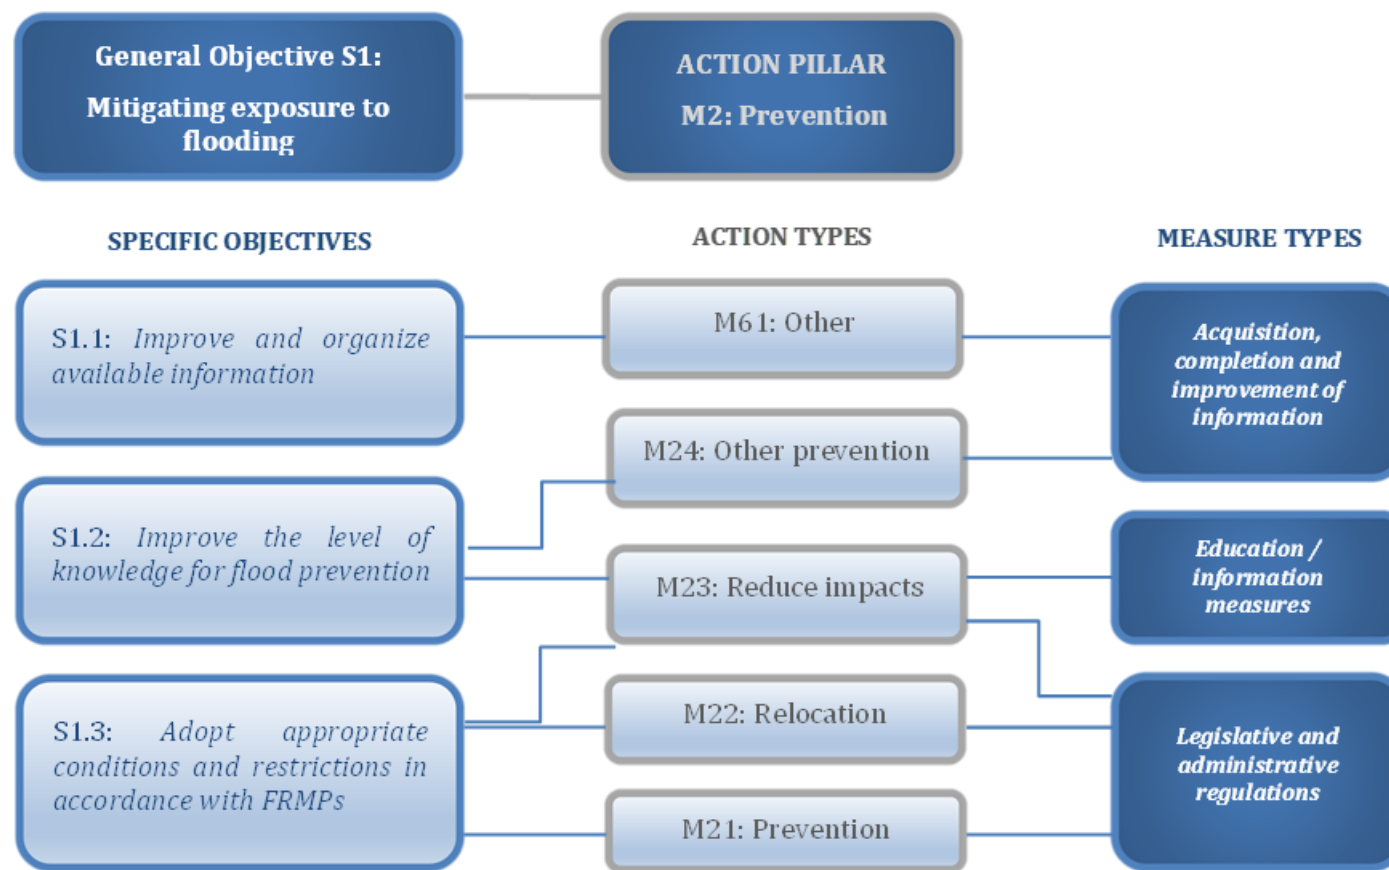 General Objective S1:
Mitigating exposure to
flooding
ACTION PILLAR
M2: Prevention
SPECIFIC OBJECTIVES
ACTION TYPES
MEASURE TYPES
S1.1: Improve and organize
available information
M61: Other
Acquisition,
completion and
improvement of
information
M24: Other prevention
S1.2: Improve the level of
knowledge for flood prevention
M23: Reduce impacts
Education /
information
measures
S1.3: Adopt appropriate
conditions and restrictions in
accordance with FRMPs
M22: Relocation
Legislative and
administrative
regulations
M21: Prevention